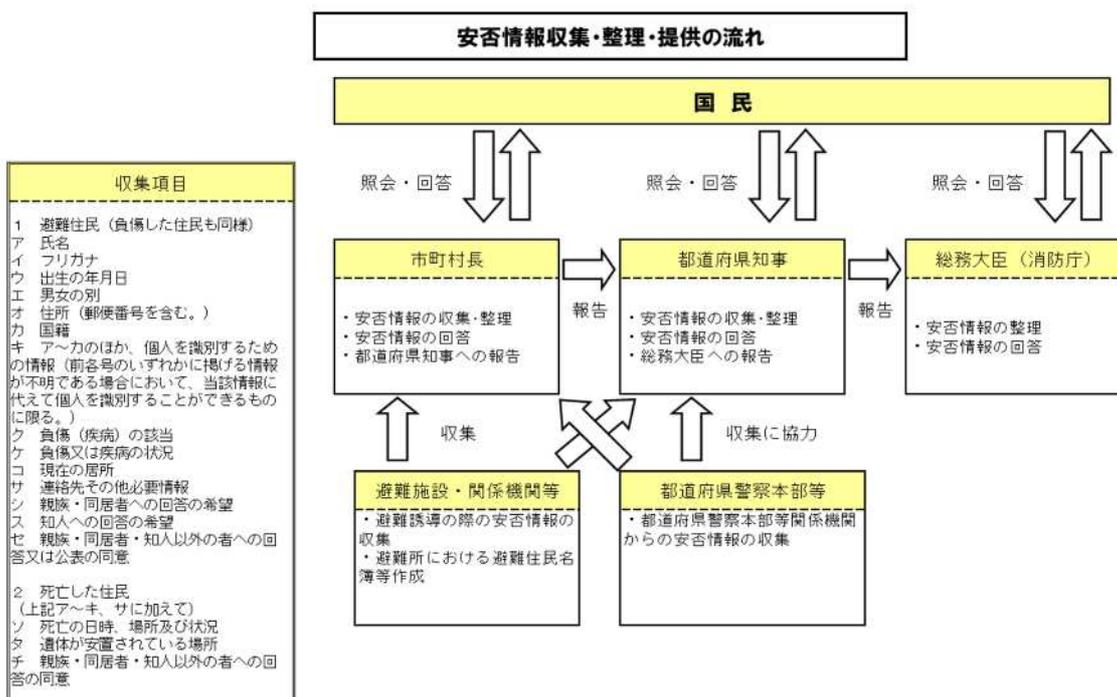 安否情報収集・整理・提供の流れ
国 民
照会・回答
照会・回答
照会・回答
収集項目
1 避難住民（負傷した住民も同様）
ア 氏名
イ フリガナ
ウ 出生の年月日
エ 男女の別
オ 住所（郵便番号を含む。）
カ 国籍
キ ア～カのほか、個人を識別するため
の情報（前各号のいずれかに掲げる情報
が不明である場合において、当該情報に
代えて個人を識別することができるもの
に限る。）
ク 負傷（疾病）の該当
ケ 負傷又は疾病の状況
コ 現在の居所
サ 連絡先その他必要情報
シ 親族・同居者への回答の希望
ス 知人への回答の希望
セ 親族・同居者・知人以外の者への回
答又は公表の同意
2 死亡した住民
（上記ア～キ、サに加えて）
ソ 死亡の日時、場所及び状況
タ 遺体が安置されている場所
チ 親族・同居者・知人以外の者への回
答の同意
市町村長
・安否情報の収集・整理
・安否情報の回答
・都道府県知事への報告
報告
都道府県知事
・安否情報の収集・整理
・安否情報の回答
・総務大臣への報告
報告
総務大臣（消防庁）
・安否情報の整理
・安否情報の回答
収集
収集に協力
避難施設・関係機関等
・避難誘導の際の安否情報の
収集
・避難所における避難住民名
簿等作成
都道府県警察本部等
・都道府県警察本部等関係機関
からの安否情報の収集